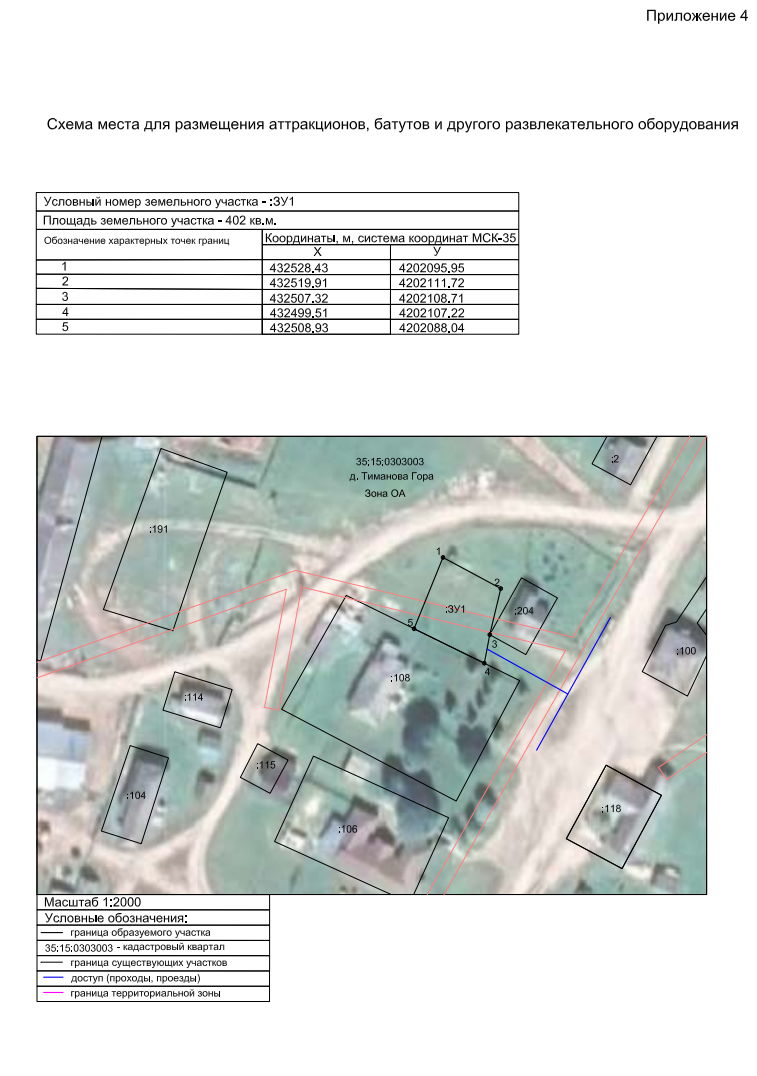 Приложение 4
Схема места для размещения аттракционов, батутов и другого развлекательного оборудования
Условный номер земельного участка - :ЗУ1
Площадь земельного участка - 402 кв.м.
Обозначение характерных точек границ
Координаты, м, система координат МСК-35
Х У
1 432528.43 4202095.95
2 432519.91 4202111.72
3 432507.32 4202108.71
4 432499.51 4202107.22
5 432508.93 4202088.04
35:15:0303003
д. Тиманова Гора
Зона ОА
:2
:191
1
2
:ЗУ1
:204
5
3
4
:100
:108
:114
:115
:104
:118
:106
Масштаб 1:2000
Условные обозначения:
граница образуемого участка
35:15:0303003 - кадастровый квартал
граница существующих участков
доступ (проходы, проезды)
граница территориальной зоны